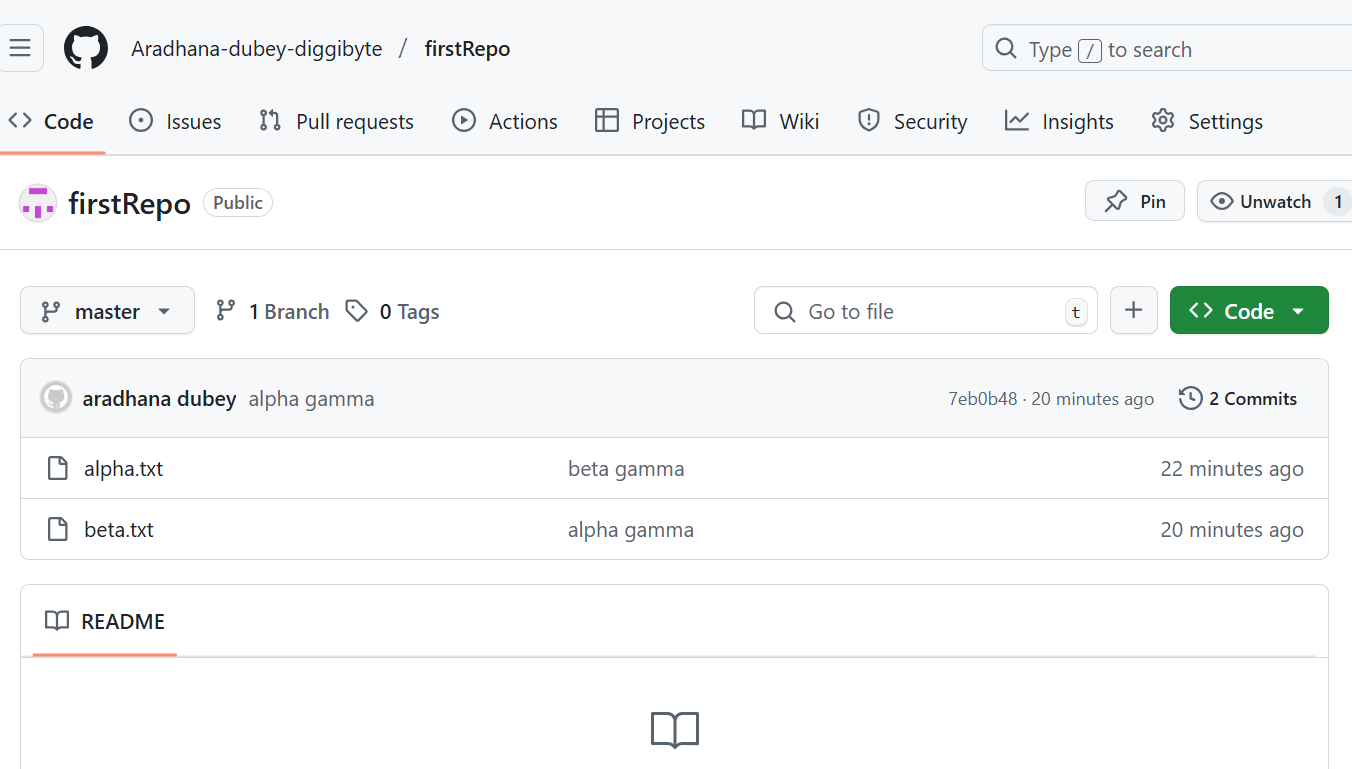 Aradhana-dubey-diggibyte / firstRepo
Type / to search
Code Issues Pull requests Actions Projects Wiki Security Insights Settings
firstRepo Public
Pin
Unwatch 1
master
1 Branch
0 Tags
Go to file t
+
Code
aradhana dubey alpha gamma 7eb0b48 · 20 minutes ago 2 Commits
alpha.txt beta gamma 22 minutes ago
beta.txt alpha gamma 20 minutes ago
README